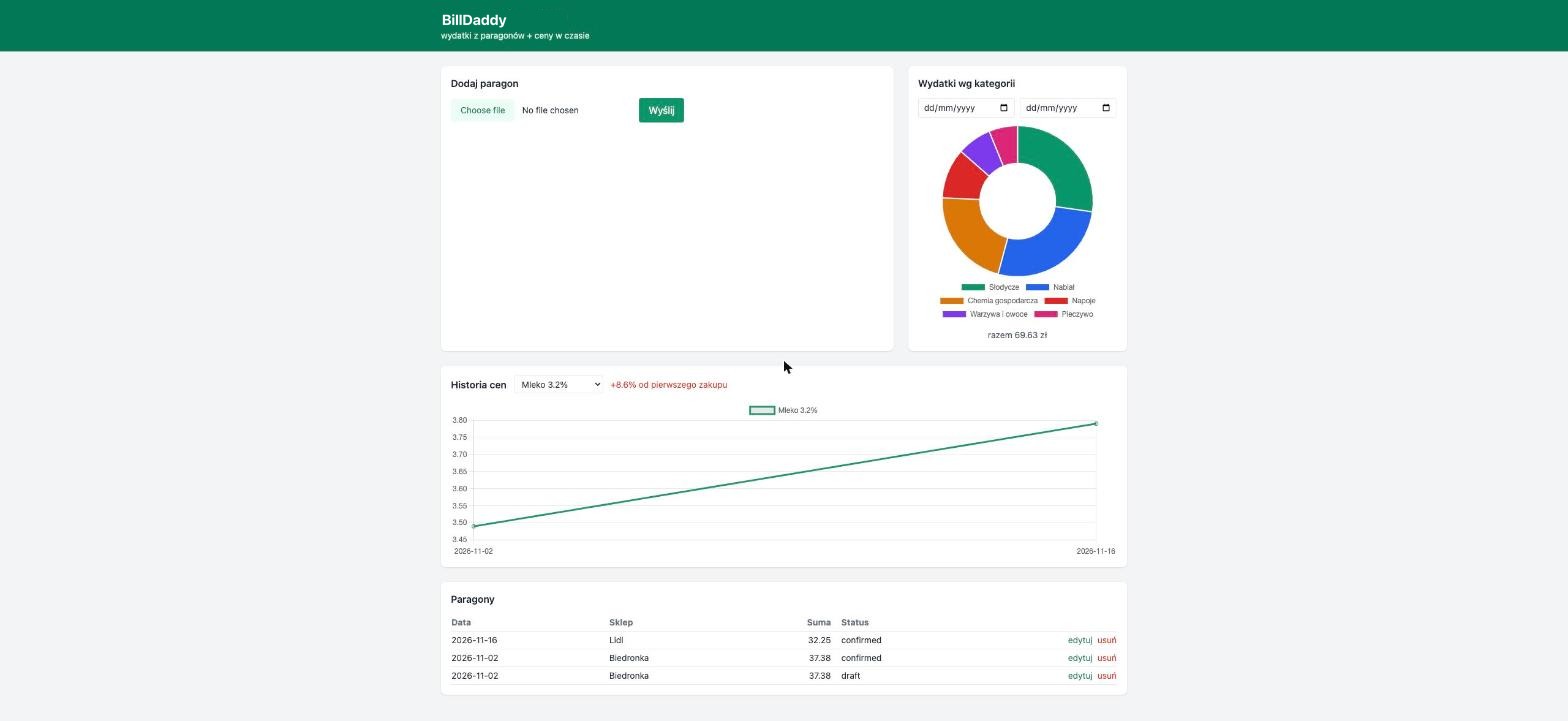 BillDaddy
wydatki z paragonów + ceny w czasie
Dodaj paragon
Choose file No file chosen Wyślij
Wydatki wg kategorii
dd/mm/yyyy dd/mm/yyyy
Słodycze Nabiał
Chemia gospodarcza Napoje
Warzywa i owoce Pieczywo
razem 69.63 zł
Historia cen Mleko 3.2% +8.6% od pierwszego zakupu
Mleko 3.2%
3.80
3.75
3.70
3.65
3.60
3.55
3.50
3.45
2026-11-02 2026-11-16
Paragony
Data Sklep Suma Status
2026-11-16 Lidl 32.25 confirmed edytuj usuń
2026-11-02 Biedronka 37.38 confirmed edytuj usuń
2026-11-02 Biedronka 37.38 draft edytuj usuń